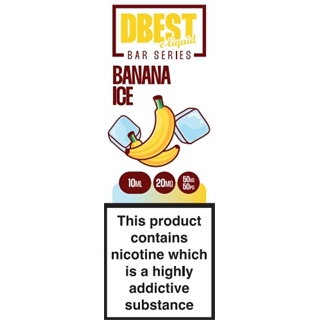 DBEST
e-liquid
BAR SERIES
BANANA
ICE
10ML
20MG
50VG
50PG
This product
contains
nicotine which
is a highly
addictive
substance